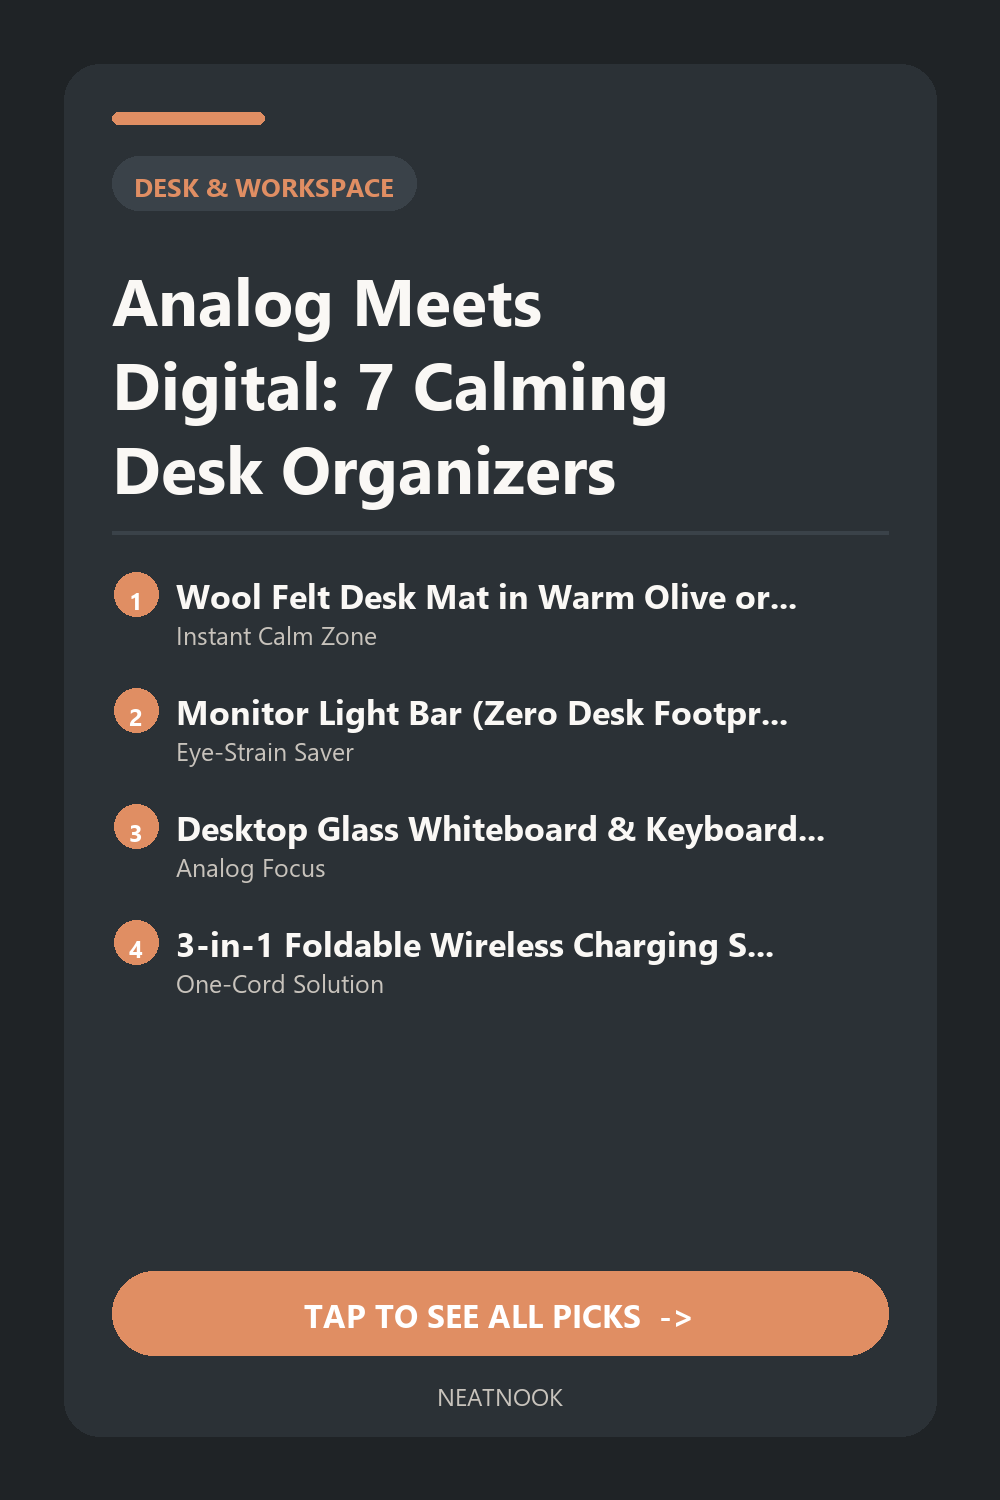 DESK & WORKSPACE
Analog Meets
Digital: 7 Calming
Desk Organizers
1 Wool Felt Desk Mat in Warm Olive or...
Instant Calm Zone
2 Monitor Light Bar (Zero Desk Footpr...
Eye-Strain Saver
3 Desktop Glass Whiteboard & Keyboard...
Analog Focus
4 3-in-1 Foldable Wireless Charging S...
One-Cord Solution
TAP TO SEE ALL PICKS ->
NEATNOOK